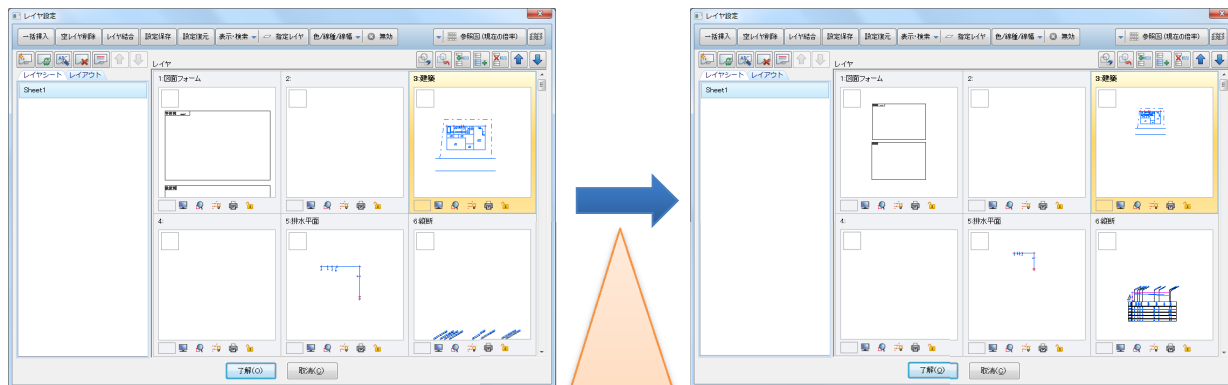 レイヤ設定
一括挿入 空レイヤ削除 レイヤ結合 設定保存 設定復元 表示・検索 指定レイヤ 色/線種/線幅 無効 参照図(現在の倍率)
レイヤシート レイアウト レイヤ
Sheet1
1:図面フォーム 2: 3:建築
4: 5:排水平面 6:縦断
了解(O) 取消(C)
レイヤ設定
一括挿入 空レイヤ削除 レイヤ結合 設定保存 設定復元 表示・検索 指定レイヤ 色/線種/線幅 無効 参照図(現在の倍率)
レイヤシート レイアウト レイヤ
Sheet1
1:図面フォーム 2: 3:建築
4: 5:排水平面 6:縦断
了解(O) 取消(C)